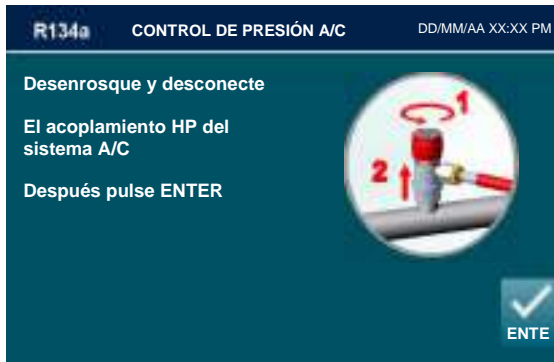 R134a CONTROL DE PRESIÓN A/C DD/MM/AA XX:XX PM
Desenrosque y desconecte
El acoplamiento HP del
sistema A/C
Después pulse ENTER
1
2
ENTE